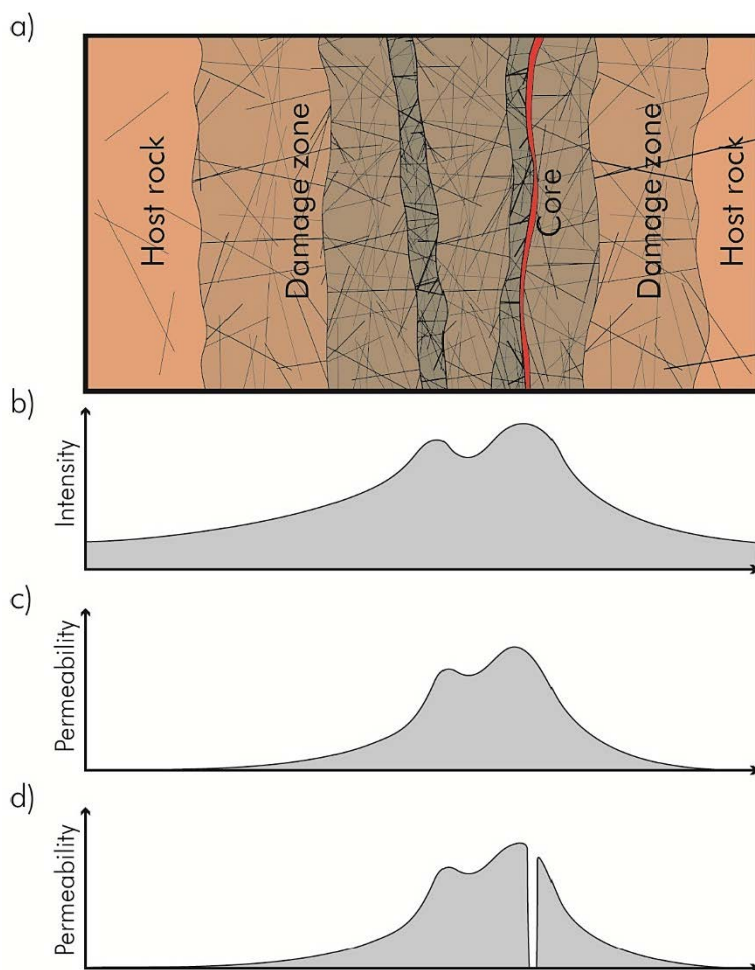 a)
Host rock
Damage zone
Core
Damage zone
Host rock
b)
Intensity
c)
Permeability
d)
Permeability